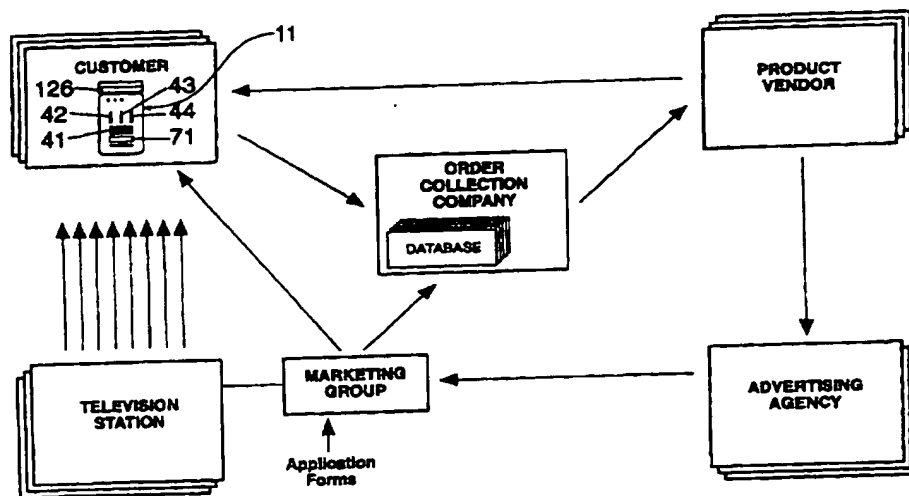 11
CUSTOMER
126
43
42
44
41
71
PRODUCT
VENDOR
ORDER
COLLECTION
COMPANY
DATABASE
TELEVISION
STATION
MARKETING
GROUP
Application
Forms
ADVERTISING
AGENCY